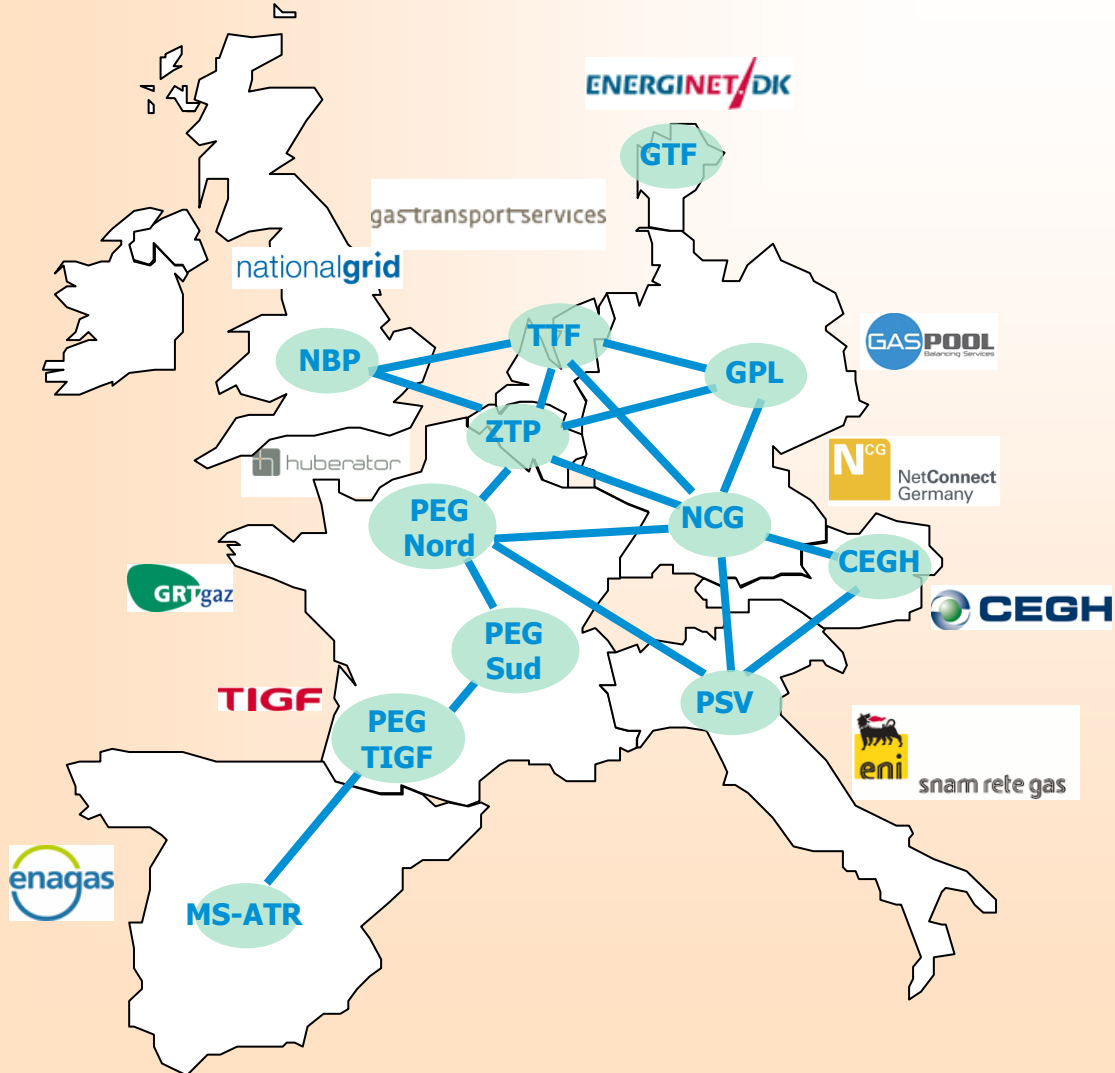 ENERGINET/DK
GTF
gas transport services
nationalgrid
TTF
NBP
GASPOOL
Balancing Services
GPL
ZTP
huberator
NCG
NetConnect
Germany
PEG
Nord
NCG
CEGH
GRTgaz
CEGH
PEG
Sud
TIGF
PSV
PEG
TIGF
eni
snam rete gas
enagas
MS-ATR